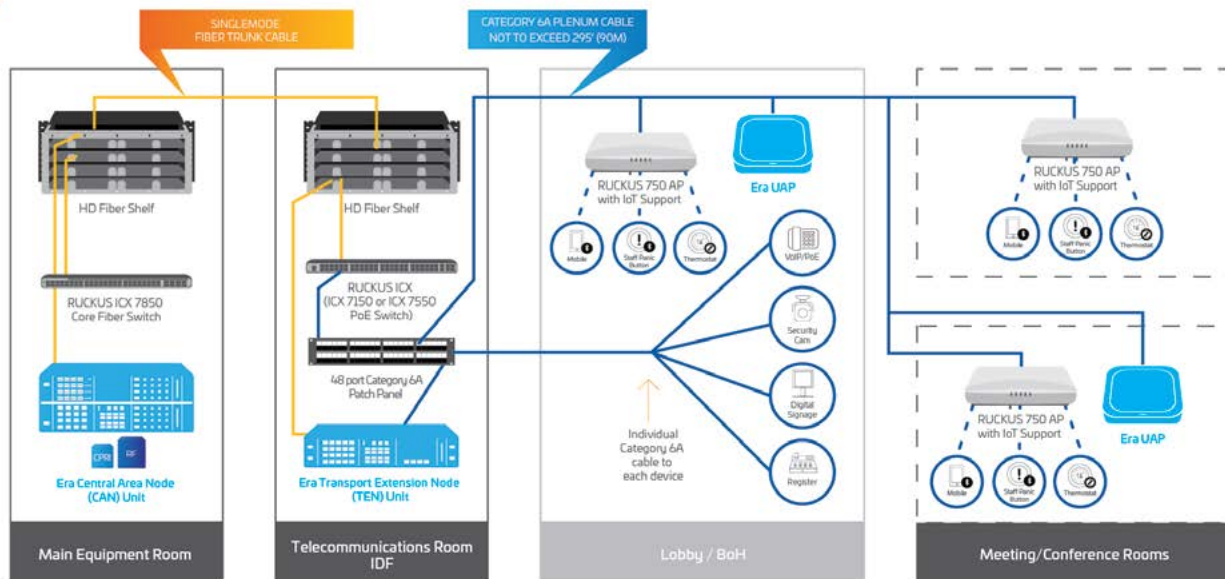 SINGLEMODE
FIBER TRUNK CABLE
CATEGORY 6A PLENUM CABLE
NOT TO EXCEED 295' (90M)
HD Fiber Shelf
RUCKUS ICX 7850
Core Fiber Switch
CPRI
RF
Era Central Area Node
(CAN) Unit
Main Equipment Room
HD Fiber Shelf
RUCKUS ICX
(ICX 7150 or ICX 7550
PoE Switch)
48 port Category 6A
Patch Panel
Era Transport Extension Node
(TEN) Unit
Telecommunications Room
IDF
RUCKUS 750 AP
with IoT Support
Mobile
Staff Panic
Button
Thermostat
Era UAP
VoIP/PoE
Security
Cam
Digital
Signage
Register
Individual
Category 6A
cable to
each device
Lobby / BoH
RUCKUS 750 AP
with IoT Support
Mobile
Staff Panic
Button
Thermostat
RUCKUS 750 AP
with IoT Support
Mobile
Staff Panic
Button
Thermostat
Era UAP
Meeting/Conference Rooms